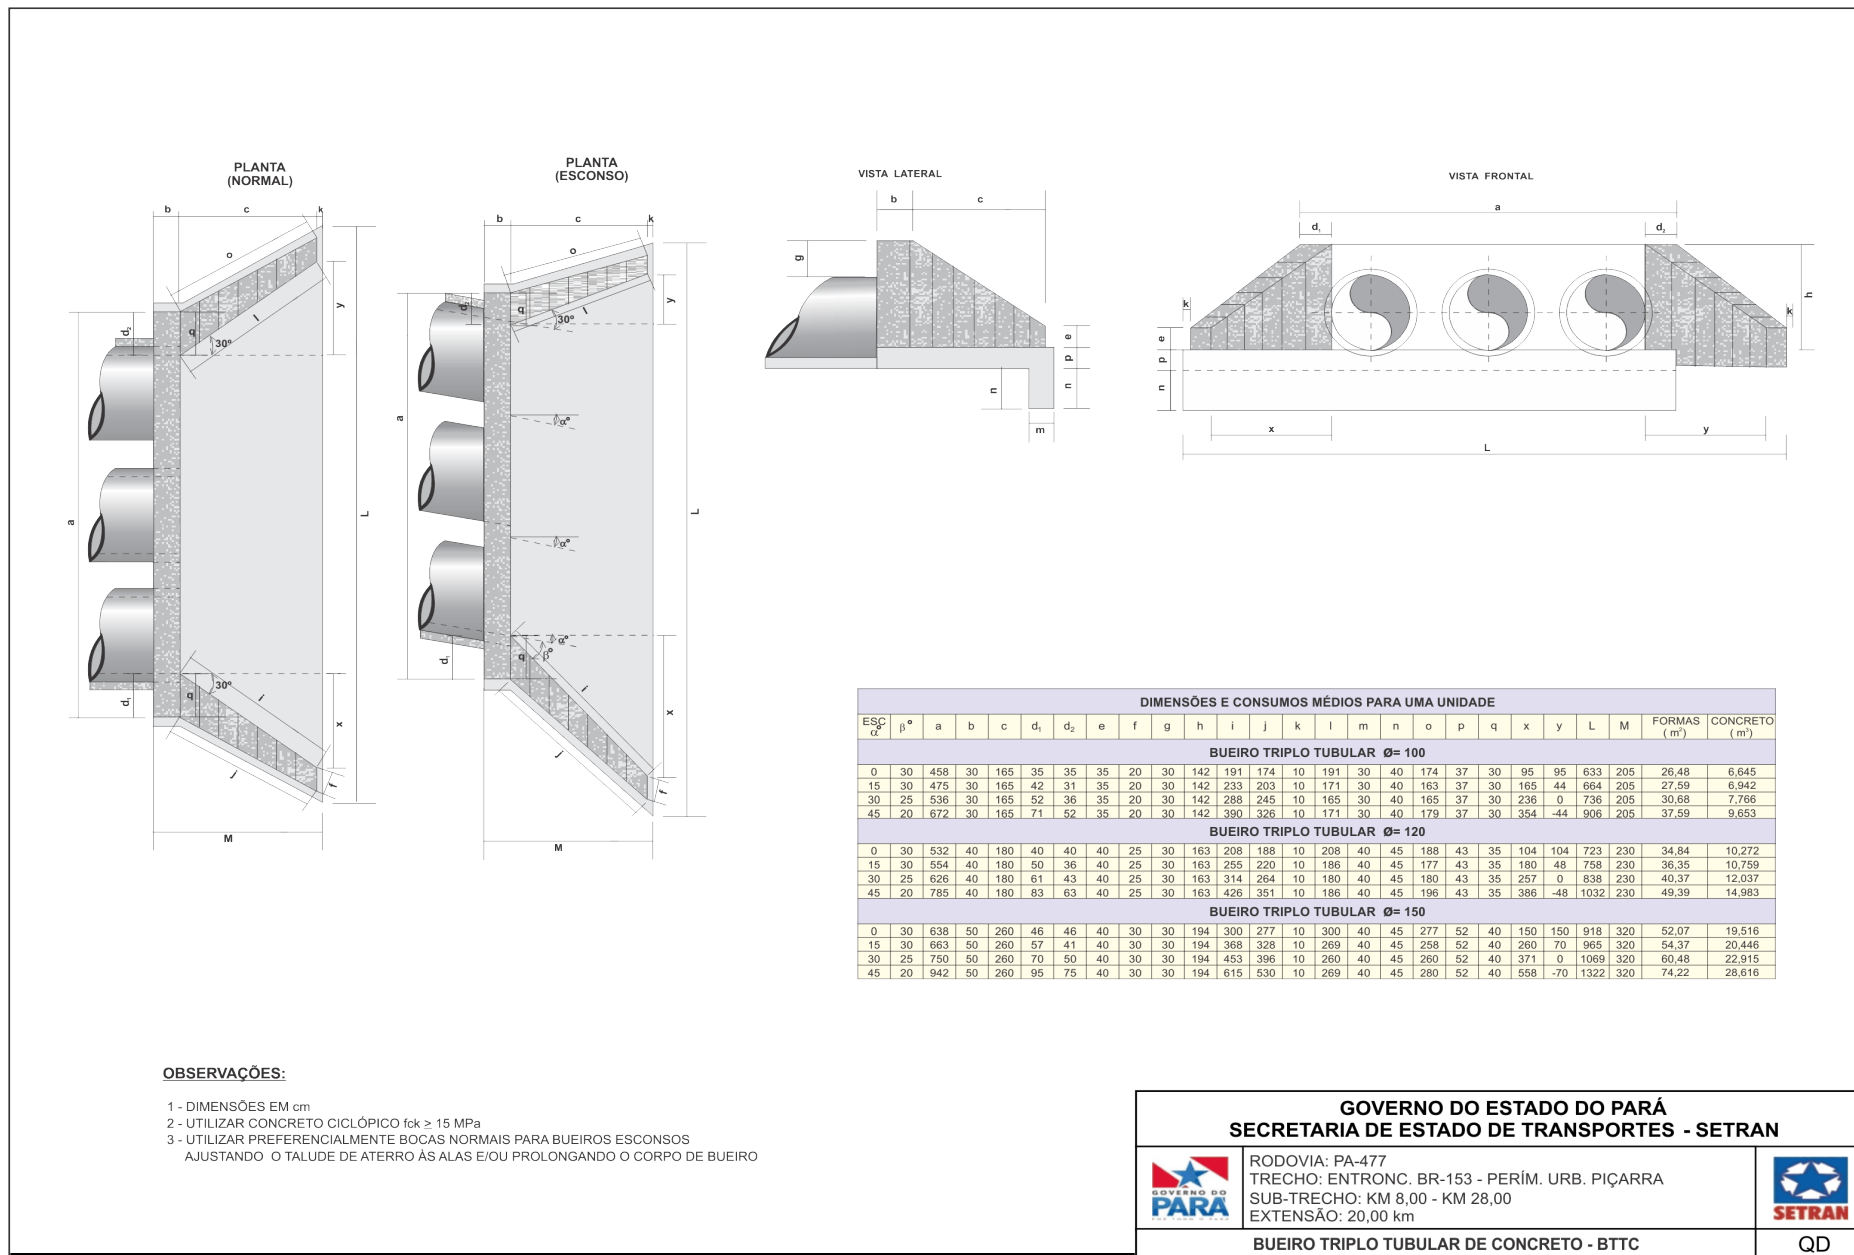 PLANTA
(NORMAL)
b c k
o
y
d₂
q
l
30º
a
L
q
30º
i
d₁
x
j
f
M
PLANTA
(ESCONSO)
b c k
o
y
d₂
q
l
30º
αº
a
L
αº
αº
βº
q
d₁
i
x
j
f
M
VISTA LATERAL
b c
g
e
p
n
n
m
VISTA FRONTAL
a
d₁ d₂
h
k k
e
p
n
x y
L
DIMENSÕES E CONSUMOS MÉDIOS PARA UMA UNIDADE
ESC αº βº a b c d₁ d₂ e f g h i j k l m n o p q x y L M FORMAS (m²) CONCRETO (m³)
BUEIRO TRIPLO TUBULAR Ø= 100
0 30 458 30 165 35 35 35 20 30 142 191 174 10 191 30 40 174 37 30 95 95 633 205 26,48 6,645
15 30 475 30 165 42 31 35 20 30 142 233 203 10 171 30 40 163 37 30 165 44 664 205 27,59 6,942
30 25 536 30 165 52 36 35 20 30 142 288 245 10 165 30 40 165 37 30 236 0 736 205 30,68 7,766
45 20 672 30 165 71 52 35 20 30 142 390 326 10 171 30 40 179 37 30 354 -44 906 205 37,59 9,653
BUEIRO TRIPLO TUBULAR Ø= 120
0 30 532 40 180 40 40 40 25 30 163 208 188 10 208 40 45 188 43 35 104 104 723 230 34,84 10,272
15 30 554 40 180 50 36 40 25 30 163 255 220 10 186 40 45 177 43 35 180 48 758 230 36,35 10,759
30 25 626 40 180 61 43 40 25 30 163 314 264 10 180 40 45 180 43 35 257 0 838 230 40,37 12,037
45 20 785 40 180 83 63 40 25 30 163 426 351 10 186 40 45 196 43 35 386 -48 1032 230 49,39 14,983
BUEIRO TRIPLO TUBULAR Ø= 150
0 30 638 50 260 46 46 40 30 30 194 300 277 10 300 40 45 277 52 40 150 150 918 320 52,07 19,516
15 30 663 50 260 57 41 40 30 30 194 368 328 10 269 40 45 258 52 40 260 70 965 320 54,37 20,446
30 25 750 50 260 70 50 40 30 30 194 453 396 10 260 40 45 260 52 40 371 0 1069 320 60,48 22,915
45 20 942 50 260 95 75 40 30 30 194 615 530 10 269 40 45 280 52 40 558 -70 1322 320 74,22 28,616
OBSERVAÇÕES:
1 - DIMENSÕES EM cm
2 - UTILIZAR CONCRETO CICLÓPICO fck ≥ 15 MPa
3 - UTILIZAR PREFERENCIALMENTE BOCAS NORMAIS PARA BUEIROS ESCONSOS
AJUSTANDO O TALUDE DE ATERRO ÀS ALAS E/OU PROLONGANDO O CORPO DE BUEIRO
GOVERNO DO ESTADO DO PARÁ
SECRETARIA DE ESTADO DE TRANSPORTES - SETRAN
GOVERNO DO
PARÁ
RODOVIA: PA-477
TRECHO: ENTRONC. BR-153 - PERÍM. URB. PIÇARRA
SUB-TRECHO: KM 8,00 - KM 28,00
EXTENSÃO: 20,00 km
SETRAN
BUEIRO TRIPLO TUBULAR DE CONCRETO - BTTC
QD